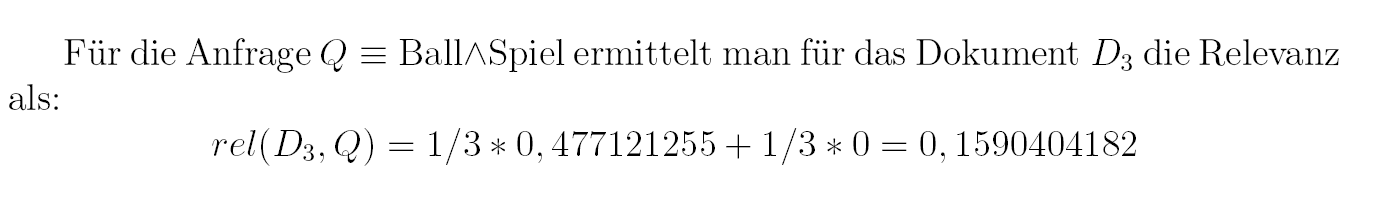 Für die Anfrage Q ≡ Ball∧Spiel ermittelt man für das Dokument D₃ die Relevanz
als:
rel(D₃, Q) = 1/3 ∗ 0, 477121255 + 1/3 ∗ 0 = 0, 1590404182